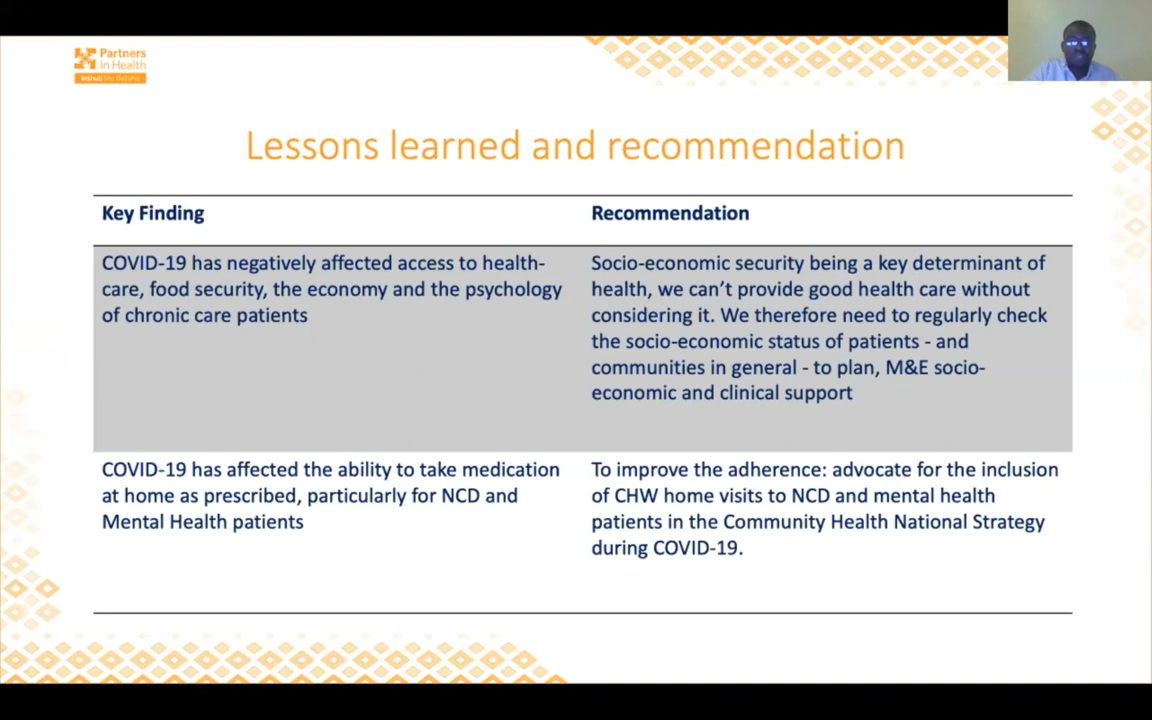 Partners
In Health
Lessons learned and recommendation
Key Finding
Recommendation
COVID-19 has negatively affected access to health-
care, food security, the economy and the psychology
of chronic care patients
Socio-economic security being a key determinant of
health, we can’t provide good health care without
considering it. We therefore need to regularly check
the socio-economic status of patients - and
communities in general - to plan, M&E socio-
economic and clinical support
COVID-19 has affected the ability to take medication
at home as prescribed, particularly for NCD and
Mental Health patients
To improve the adherence: advocate for the inclusion
of CHW home visits to NCD and mental health
patients in the Community Health National Strategy
during COVID-19.